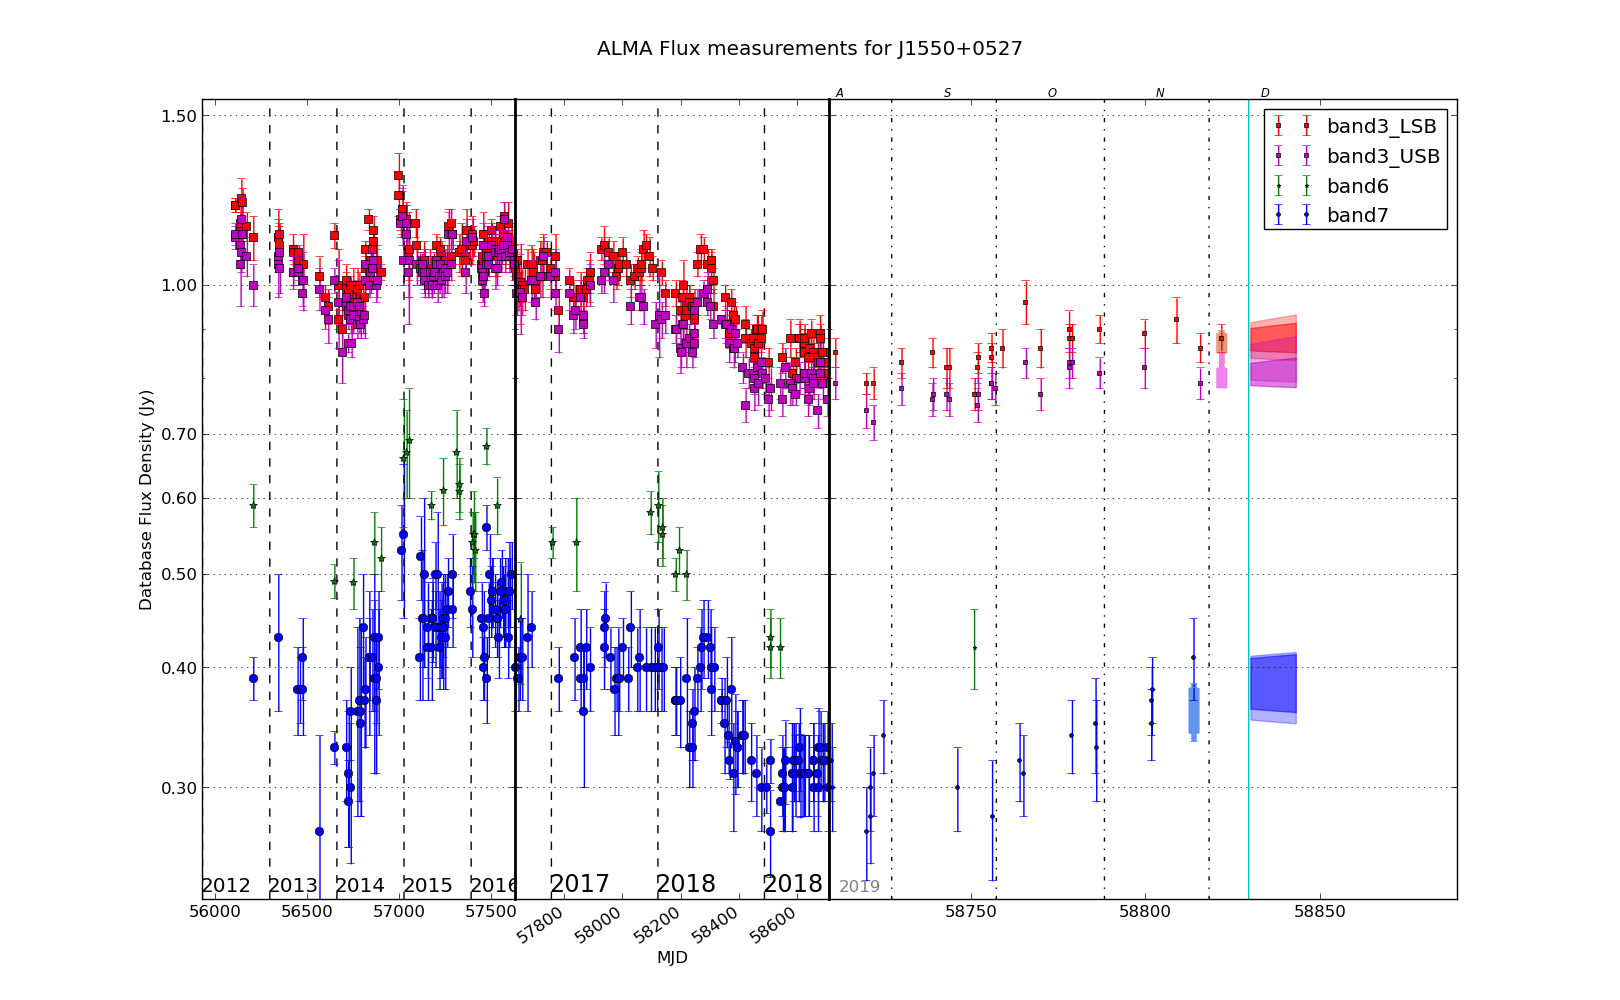 ALMA Flux measurements for J1550+0527
A S O N D
1.50
1.00
0.70
0.60
0.50
0.40
0.30
Database Flux Density (Jy)
band3_LSB
band3_USB
band6
band7
2012 2013 2014 2015 2016 2017 2018 2018 2019
56000 56500 57000 57500 57800 58000 58200 58400 58600 58750 58800 58850
MJD